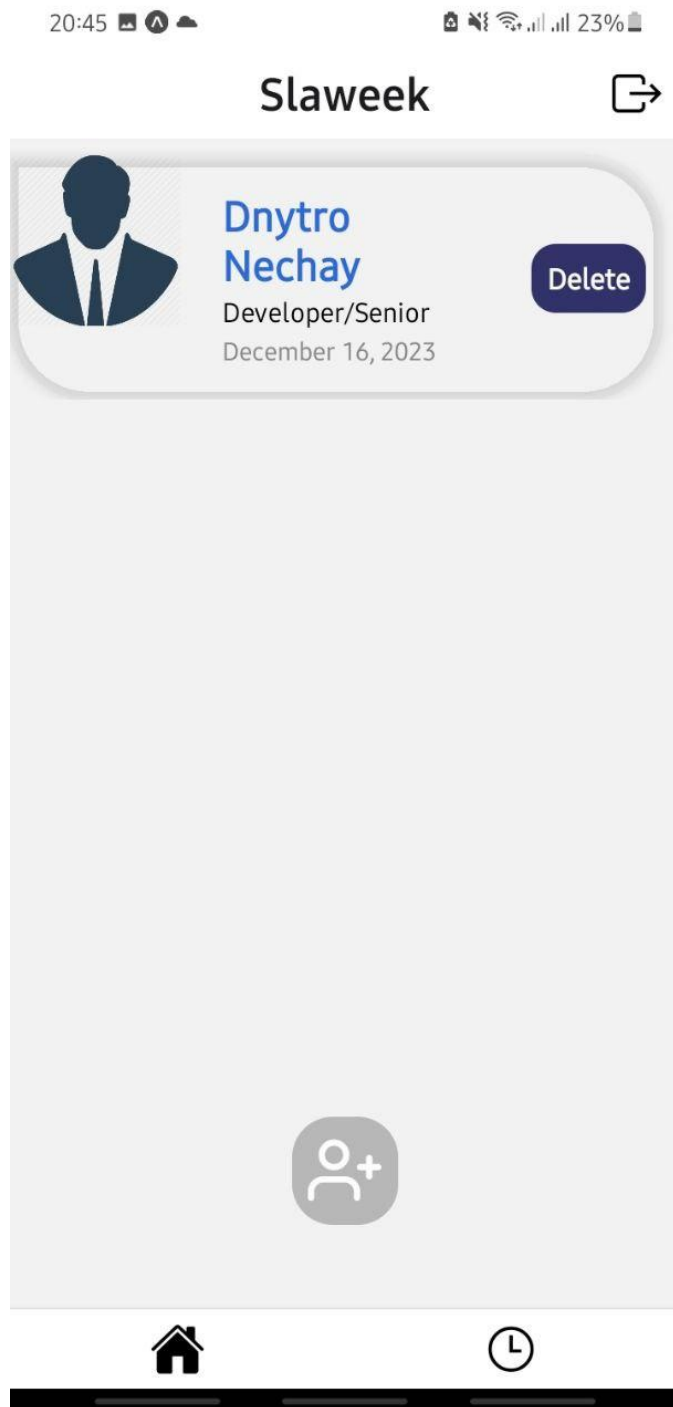 20:45 23%
Slaweek
Dnytro
Nechay
Developer/Senior
December 16, 2023
Delete